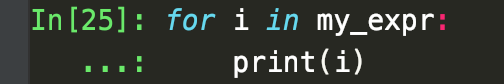 In[25]: for i in my_expr:
...: print(i)